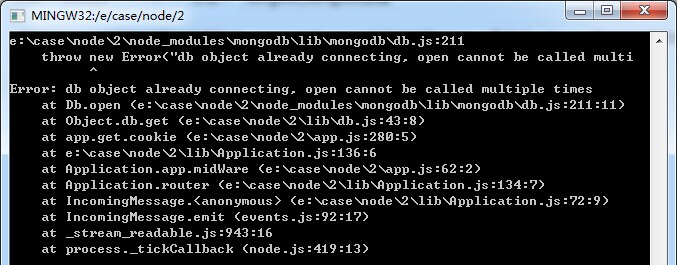 MINGW32:/e/case/node/2
e:\case\node\2\node_modules\mongodb\lib\mongodb\db.js:211
throw new Error("db object already connecting, open cannot be called multi
^
Error: db object already connecting, open cannot be called multiple times
at Db.open (e:\case\node\2\node_modules\mongodb\lib\mongodb\db.js:211:11)
at Object.db.get (e:\case\node\2\lib\db.js:43:8)
at app.get.cookie (e:\case\node\2\app.js:280:5)
at e:\case\node\2\lib\Application.js:136:6
at Application.app.midWare (e:\case\node\2\app.js:62:2)
at Application.router (e:\case\node\2\lib\Application.js:134:7)
at IncomingMessage.<anonymous> (e:\case\node\2\lib\Application.js:72:9)
at IncomingMessage.emit (events.js:92:17)
at _stream_readable.js:943:16
at process._tickCallback (node.js:419:13)